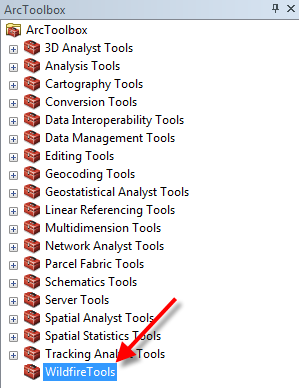 ArcToolbox
ArcToolbox
3D Analyst Tools
Analysis Tools
Cartography Tools
Conversion Tools
Data Interoperability Tools
Data Management Tools
Editing Tools
Geocoding Tools
Geostatistical Analyst Tools
Linear Referencing Tools
Multidimension Tools
Network Analyst Tools
Parcel Fabric Tools
Schematics Tools
Server Tools
Spatial Analyst Tools
Spatial Statistics Tools
Tracking Analyst Tools
WildfireTools